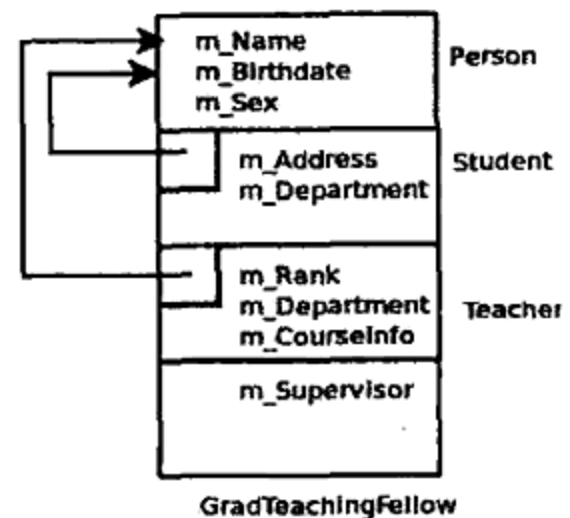 m_Name
Person
m_Birthdate
m_Sex
m_Address
Student
m_Department
m_Rank
m_Department
Teacher
m_CourseInfo
m_Supervisor
GradTeachingFellow